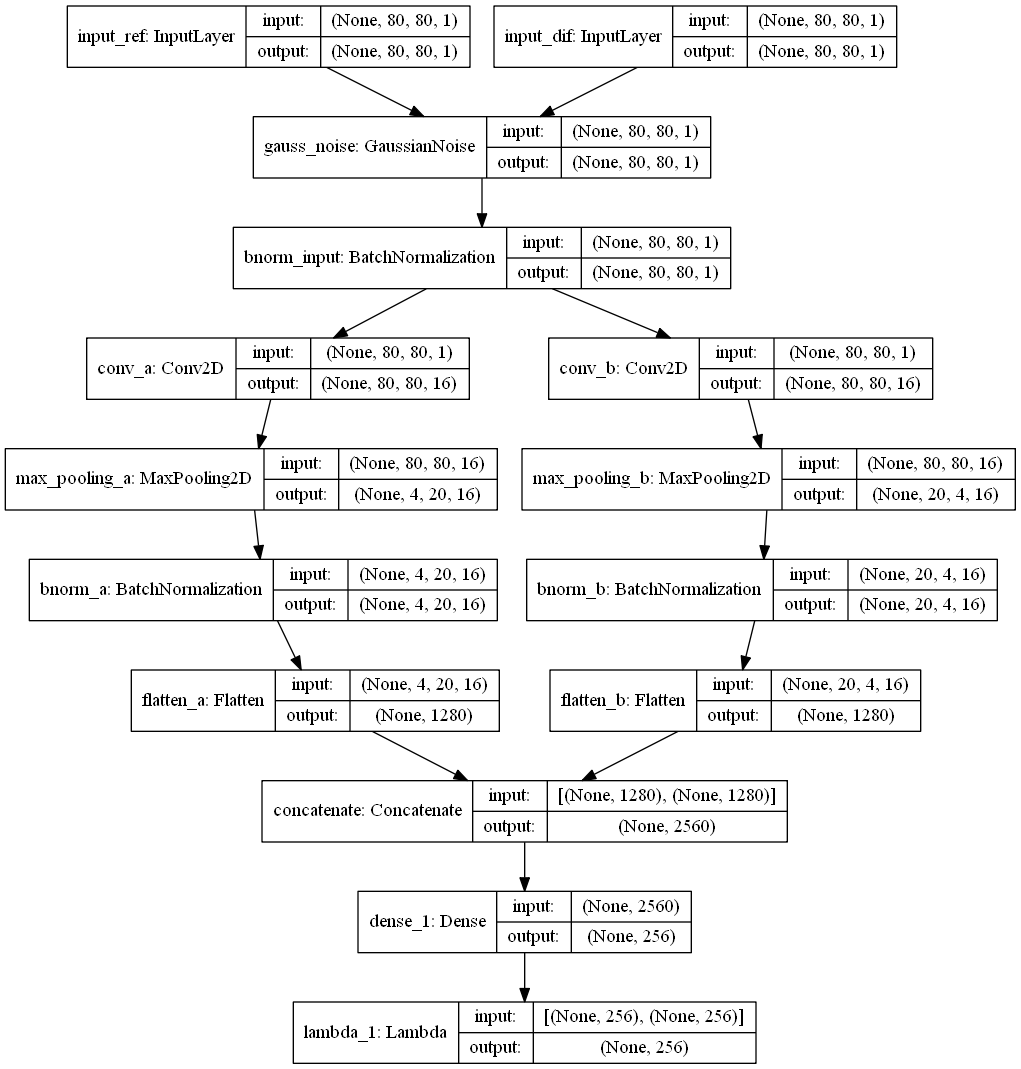 input_ref: InputLayer
input:
(None, 80, 80, 1)
output:
(None, 80, 80, 1)
input_dif: InputLayer
input:
(None, 80, 80, 1)
output:
(None, 80, 80, 1)
gauss_noise: GaussianNoise
input:
(None, 80, 80, 1)
output:
(None, 80, 80, 1)
bnorm_input: BatchNormalization
input:
(None, 80, 80, 1)
output:
(None, 80, 80, 1)
conv_a: Conv2D
input:
(None, 80, 80, 1)
output:
(None, 80, 80, 16)
conv_b: Conv2D
input:
(None, 80, 80, 1)
output:
(None, 80, 80, 16)
max_pooling_a: MaxPooling2D
input:
(None, 80, 80, 16)
output:
(None, 4, 20, 16)
max_pooling_b: MaxPooling2D
input:
(None, 80, 80, 16)
output:
(None, 20, 4, 16)
bnorm_a: BatchNormalization
input:
(None, 4, 20, 16)
output:
(None, 4, 20, 16)
bnorm_b: BatchNormalization
input:
(None, 20, 4, 16)
output:
(None, 20, 4, 16)
flatten_a: Flatten
input:
(None, 4, 20, 16)
output:
(None, 1280)
flatten_b: Flatten
input:
(None, 20, 4, 16)
output:
(None, 1280)
concatenate: Concatenate
input:
[(None, 1280), (None, 1280)]
output:
(None, 2560)
dense_1: Dense
input:
(None, 2560)
output:
(None, 256)
lambda_1: Lambda
input:
[(None, 256), (None, 256)]
output:
(None, 256)